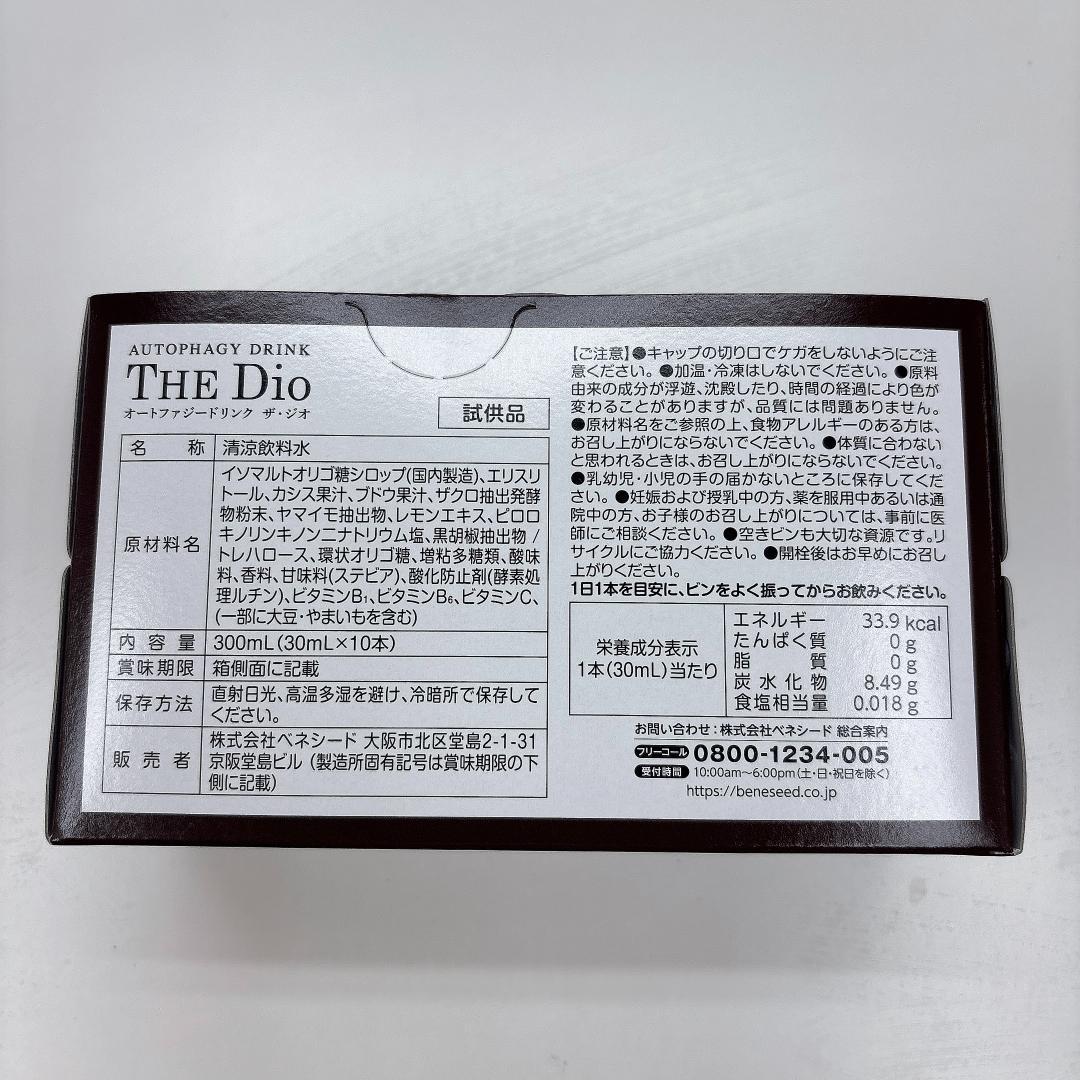 AUTOPHAGY DRINK
THE Dio
オートファジードリンク ザ・ジオ
試供品
名 称 清涼飲料水
原材料名
イソマルトオリゴ糖シロップ(国内製造)、エリスリ
トール、カシス果汁、ブドウ果汁、ザクロ抽出発酵
物粉末、ヤマイモ抽出物、レモンエキス、ピロロ
キノリンキノン二ナトリウム塩、黒胡椒抽出物 /
トレハロース、環状オリゴ糖、増粘多糖類、酸味
料、香料、甘味料(ステビア)、酸化防止剤(酵素処
理ルチン)、ビタミンB₁、ビタミンB₆、ビタミンC、
(一部に大豆・やまいもを含む)
内容量 300mL(30mL×10本)
賞味期限 箱側面に記載
保存方法
直射日光、高温多湿を避け、冷暗所で保存して
ください。
販売者
株式会社ベネシード 大阪市北区堂島2-1-31
京阪堂島ビル (製造所固有記号は賞味期限の下
側に記載)
【ご注意】●キャップの切り口でケガをしないようにご注
意ください。●加温・冷凍はしないでください。●原料
由来の成分が浮遊、沈殿したり、時間の経過により色が
変わることがありますが、品質には問題ありません。
●原材料名をご参照の上、食物アレルギーのある方は、
お召し上がりにならないでください。●体質に合わない
と思われるときは、お召し上がりにならないでください。
●乳幼児・小児の手の届かないところに保存してくだ
さい。●妊娠および授乳中の方、薬を服用中あるいは通
院中の方、お子様のお召し上がりについては、事前に医
師にご相談ください。●空きビンも大切な資源です。リ
サイクルにご協力ください。●開栓後はお早めにお召し
上がりください。
1日1本を目安に、ビンをよく振ってからお飲みください。
栄養成分表示
1本(30mL)当たり
エネルギー 33.9kcal
たんぱく質 0g
脂質 0g
炭水化物 8.49g
食塩相当量 0.018g
お問い合わせ:株式会社ベネシード 総合案内
フリーコール 0800-1234-005
受付時間 10:00am～6:00pm(土・日・祝日を除く)
https://beneseed.co.jp